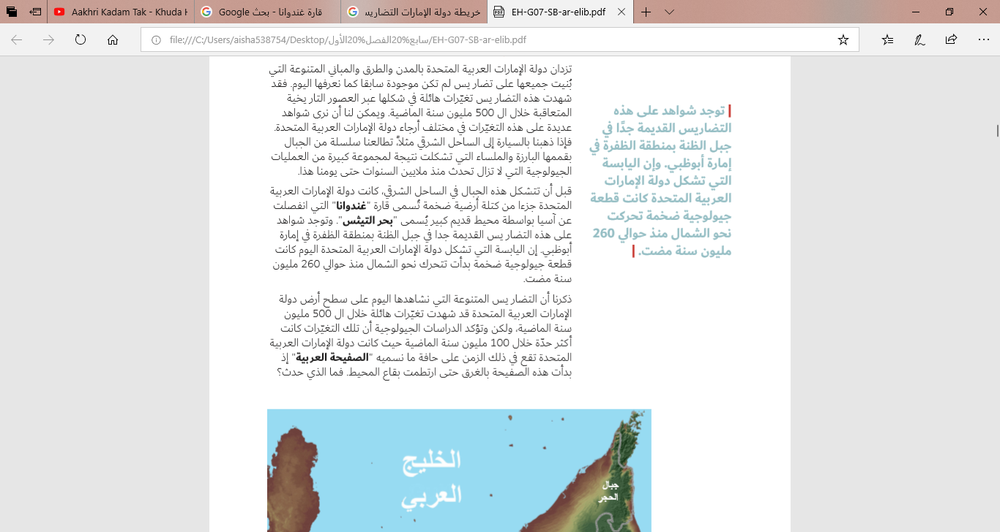 Aakhri Kadam Tak - Khuda H
قارة غندوانا - بحث Google
خريطة دولة الإمارات التضاريس
EH-G07-SB-ar-elib.pdf
file:///C:/Users/aisha538754/Desktop/سابع%20الفصل%20الأول/EH-G07-SB-ar-elib.pdf
تزدان دولة الإمارات العربية المتحدة بالمدن والطرق والمباني المتنوعة التي
بُنيت جميعها على تضاريس لم تكن موجودة سابقا كما نعرفها اليوم. فقد
شهدت هذه التضاريس تغيّرات هائلة في شكلها عبر العصور التاريخية
المتعاقبة خلال ال 500 مليون سنة الماضية. ويمكن لنا أن نرى شواهد
عديدة على هذه التغيّرات في مختلف أرجاء دولة الإمارات العربية المتحدة.
فإذا ذهبنا بالسيارة إلى الساحل الشرقي مثلاً، تطالعنا سلسلة من الجبال
بقممها البارزة والملساء التي تشكلت نتيجة لمجموعة كبيرة من العمليات
الجيولوجية التي لا تزال تحدث منذ ملايين السنوات حتى يومنا هذا.
قبل أن تتشكل هذه الجبال في الساحل الشرقي، كانت دولة الإمارات العربية
المتحدة جزءا من كتلة أرضية ضخمة تُسمى قارة "غندوانا" التي انفصلت
عن آسيا بواسطة محيط قديم كبير يُسمى "بحر التيثس". وتوجد شواهد
على هذه التضاريس القديمة جدا في جبل الظنة بمنطقة الظفرة في إمارة
أبوظبي. إن اليابسة التي تشكل دولة الإمارات العربية المتحدة اليوم كانت
قطعة جيولوجية ضخمة بدأت تتحرك نحو الشمال منذ حوالي 260 مليون
سنة مضت.
ذكرنا أن التضاريس المتنوعة التي نشاهدها اليوم على سطح أرض دولة
الإمارات العربية المتحدة قد شهدت تغيّرات هائلة خلال ال 500 مليون
سنة الماضية، ولكن وتؤكد الدراسات الجيولوجية أن تلك التغيّرات كانت
أكثر حدّة خلال 100 مليون سنة الماضية حيث كانت دولة الإمارات العربية
المتحدة تقع في ذلك الزمن على حافة ما نسميه "الصفيحة العربية" إذ
بدأت هذه الصفيحة بالغرق حتى ارتطمت بقاع المحيط. فما الذي حدث؟
| توجد شواهد على هذه
التضاريس القديمة جدًا في
جبل الظنة بمنطقة الظفرة في
إمارة أبوظبي. وإن اليابسة
التي تشكل دولة الإمارات
العربية المتحدة كانت قطعة
جيولوجية ضخمة تحركت
نحو الشمال منذ حوالي 260
مليون سنة مضت. |
الخليج
العربي
جبال
الحجر